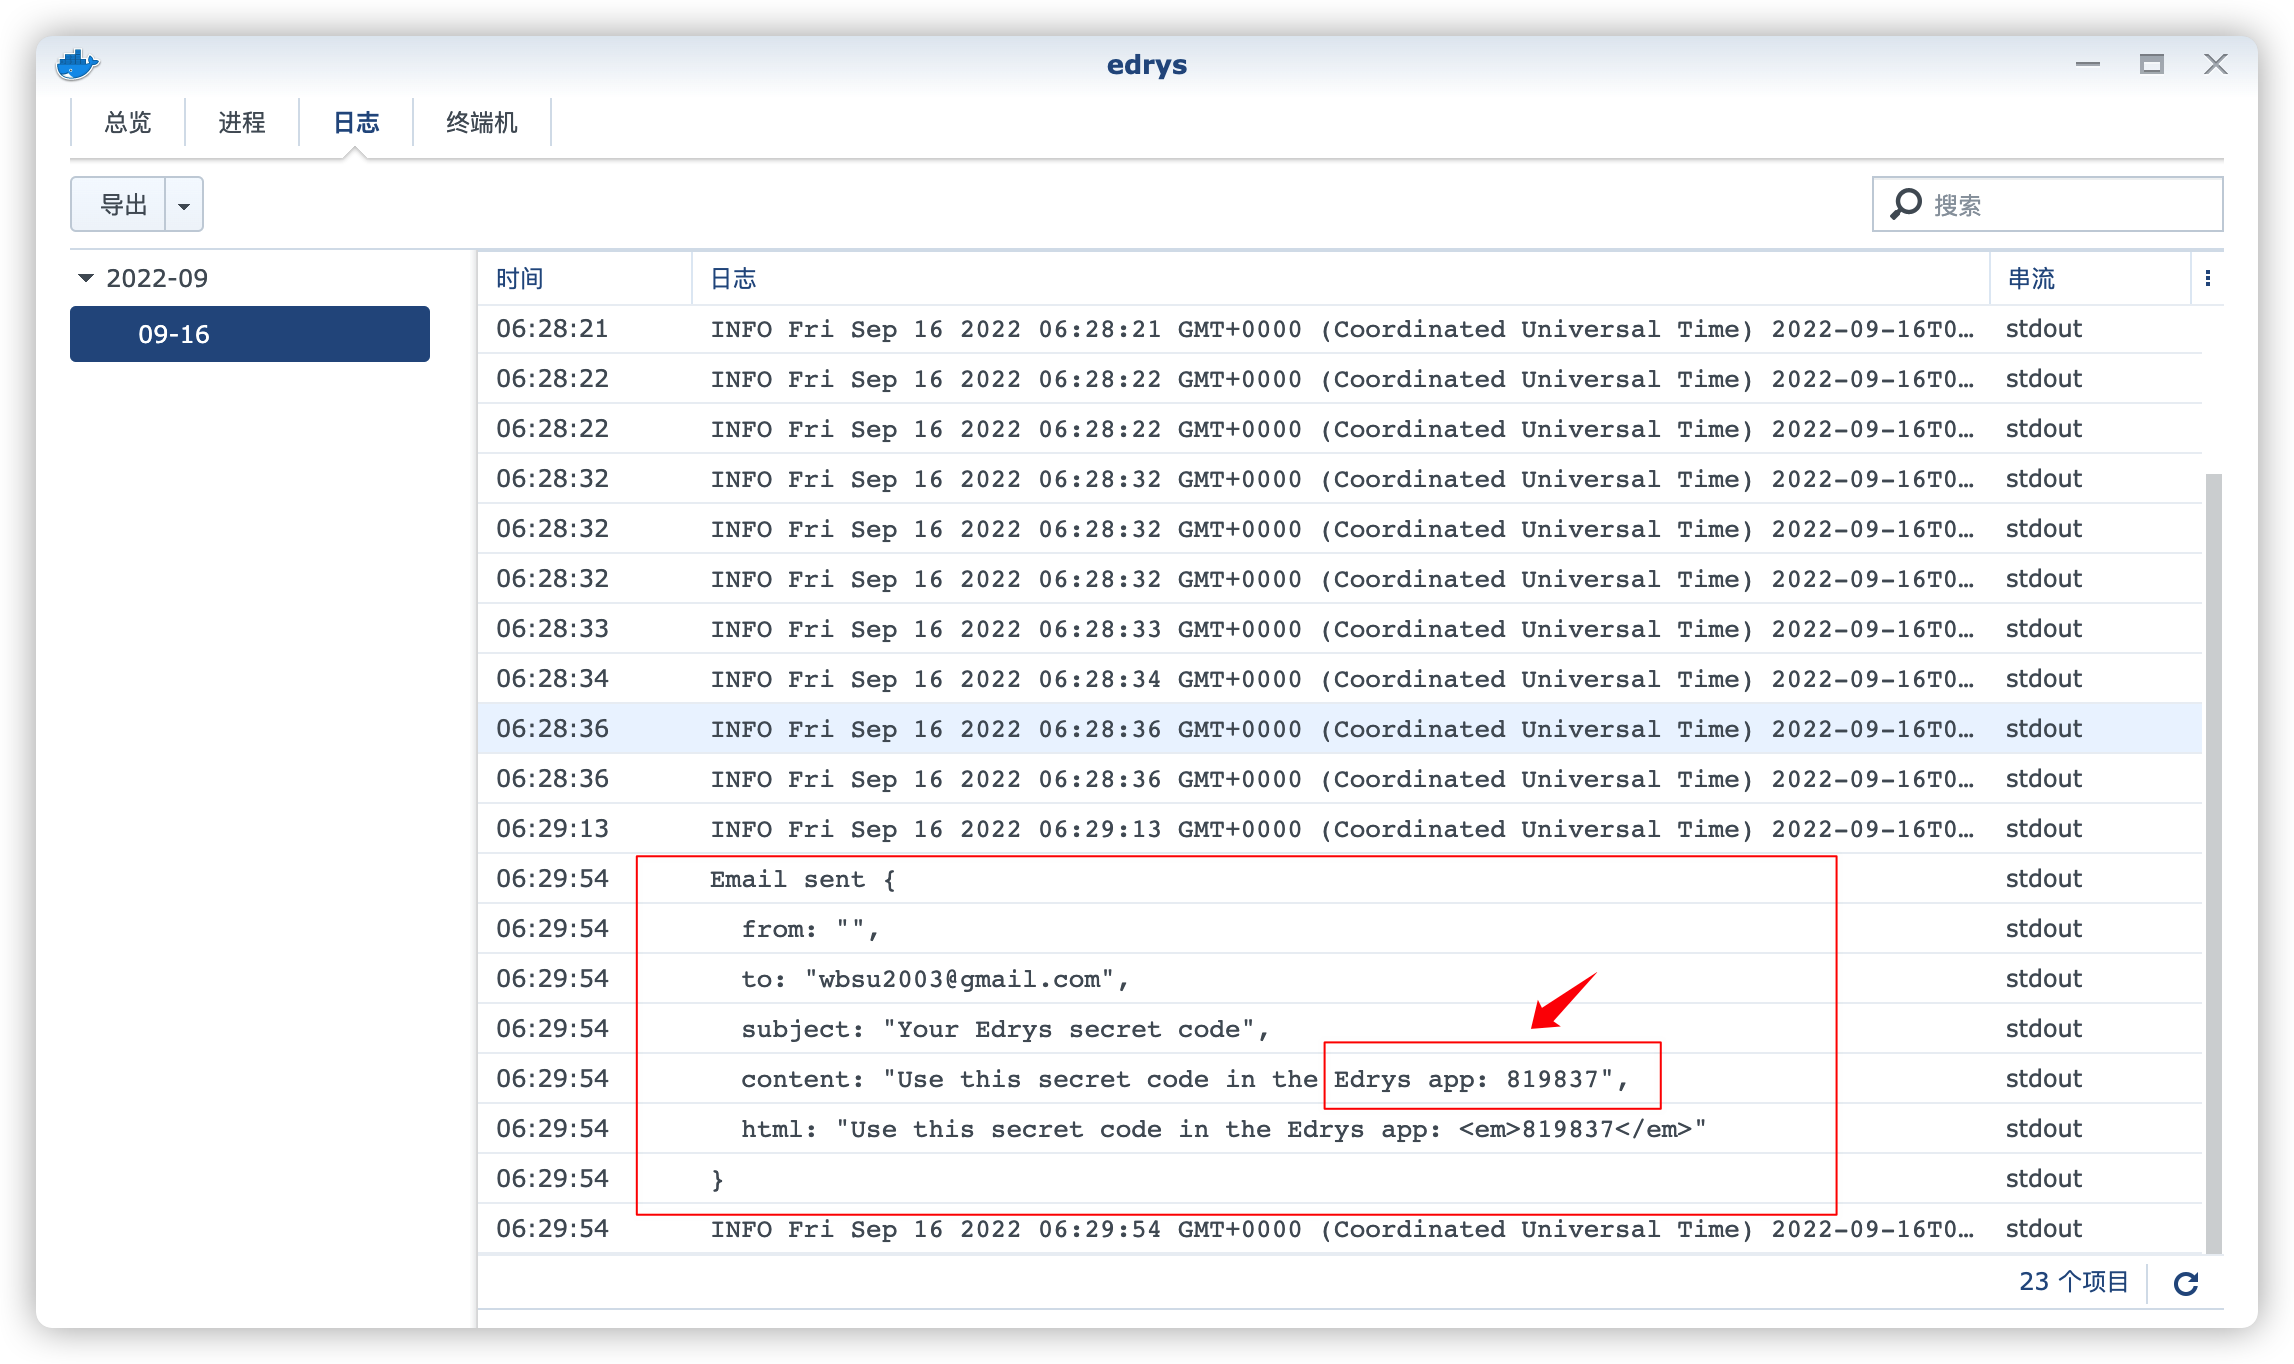 edrys
总览 进程 日志 终端机
导出 搜索
2022-09
09-16
时间 日志 串流
06:28:21 INFO Fri Sep 16 2022 06:28:21 GMT+0000 (Coordinated Universal Time) 2022-09-16T0… stdout
06:28:22 INFO Fri Sep 16 2022 06:28:22 GMT+0000 (Coordinated Universal Time) 2022-09-16T0… stdout
06:28:22 INFO Fri Sep 16 2022 06:28:22 GMT+0000 (Coordinated Universal Time) 2022-09-16T0… stdout
06:28:32 INFO Fri Sep 16 2022 06:28:32 GMT+0000 (Coordinated Universal Time) 2022-09-16T0… stdout
06:28:32 INFO Fri Sep 16 2022 06:28:32 GMT+0000 (Coordinated Universal Time) 2022-09-16T0… stdout
06:28:32 INFO Fri Sep 16 2022 06:28:32 GMT+0000 (Coordinated Universal Time) 2022-09-16T0… stdout
06:28:33 INFO Fri Sep 16 2022 06:28:33 GMT+0000 (Coordinated Universal Time) 2022-09-16T0… stdout
06:28:34 INFO Fri Sep 16 2022 06:28:34 GMT+0000 (Coordinated Universal Time) 2022-09-16T0… stdout
06:28:36 INFO Fri Sep 16 2022 06:28:36 GMT+0000 (Coordinated Universal Time) 2022-09-16T0… stdout
06:28:36 INFO Fri Sep 16 2022 06:28:36 GMT+0000 (Coordinated Universal Time) 2022-09-16T0… stdout
06:29:13 INFO Fri Sep 16 2022 06:29:13 GMT+0000 (Coordinated Universal Time) 2022-09-16T0… stdout
06:29:54 Email sent { stdout
06:29:54 from: "", stdout
06:29:54 to: "wbsu2003@gmail.com", stdout
06:29:54 subject: "Your Edrys secret code", stdout
06:29:54 content: "Use this secret code in the Edrys app: 819837", stdout
06:29:54 html: "Use this secret code in the Edrys app: <em>819837</em>" stdout
06:29:54 } stdout
06:29:54 INFO Fri Sep 16 2022 06:29:54 GMT+0000 (Coordinated Universal Time) 2022-09-16T0… stdout
23 个项目